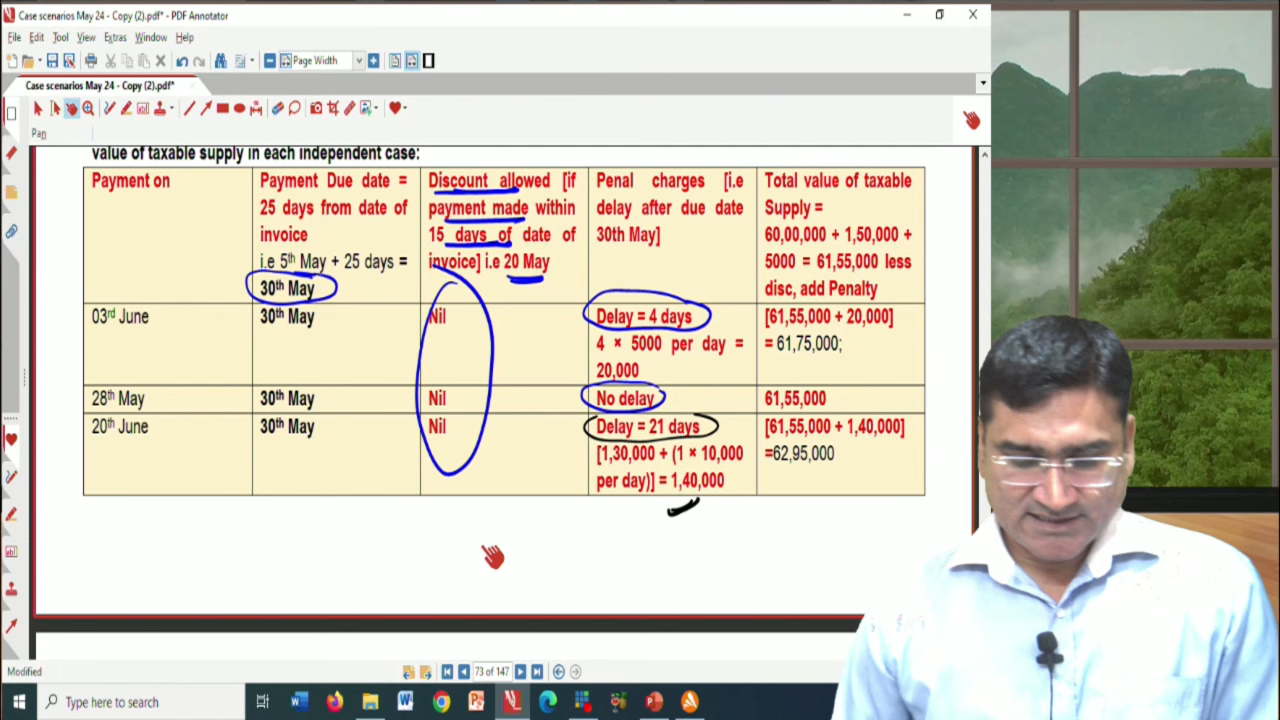 Case scenarios May 24 - Copy (2).pdf* - PDF Annotator
File Edit Tool View Extras Window Help
Page Width
Case scenarios May 24 - Copy (2).pdf*
Pan
value of taxable supply in each independent case:
Payment on
Payment Due date =
25 days from date of
invoice
i.e 5th May + 25 days =
30th May
Discount allowed [if
payment made within
15 days of date of
invoice] i.e 20 May
Penal charges [i.e
delay after due date
30th May]
Total value of taxable
Supply =
60,00,000 + 1,50,000 +
5000 = 61,55,000 less
disc, add Penalty
03rd June
30th May
Nil
Delay = 4 days
4 × 5000 per day =
20,000
[61,55,000 + 20,000]
= 61,75,000;
28th May
30th May
Nil
No delay
61,55,000
20th June
30th May
Nil
Delay = 21 days
[1,30,000 + (1 × 10,000
per day)] = 1,40,000
[61,55,000 + 1,40,000]
=62,95,000
Modified
73 of 147
Type here to search